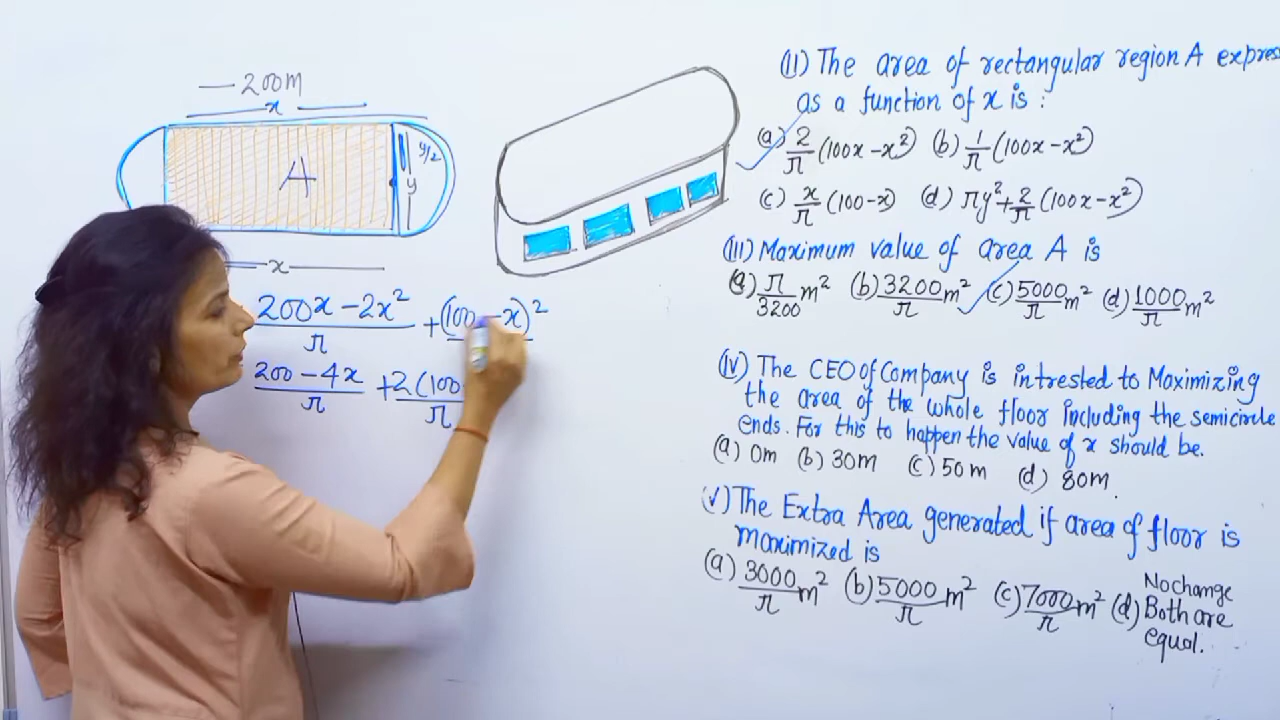 200m
x
A
y/2
y
x
200x - 2x² / π + (100 - x)²
200 - 4x / π + 2(100 / π
(II) The area of rectangular region A expres
as a function of x is :
(a) 2/π (100x - x²) (b) 1/π (100x - x²)
(c) x/π (100 - x) (d) πy² + 2/π (100x - x²)
(III) Maximum value of area A is
(a) π/3200 m² (b) 3200/π m² (c) 5000/π m² (d) 1000/π m²
(IV) The CEO of Company is intrested to Maximizing
the area of the whole floor including the semicircle
ends. For this to happen the value of x should be.
(a) 0m (b) 30m (c) 50m (d) 80m.
(V) The Extra Area generated if area of floor is
maximized is
(a) 3000/π m² (b) 5000/π m² (c) 7000/π m² (d) No change
Both are
equal.